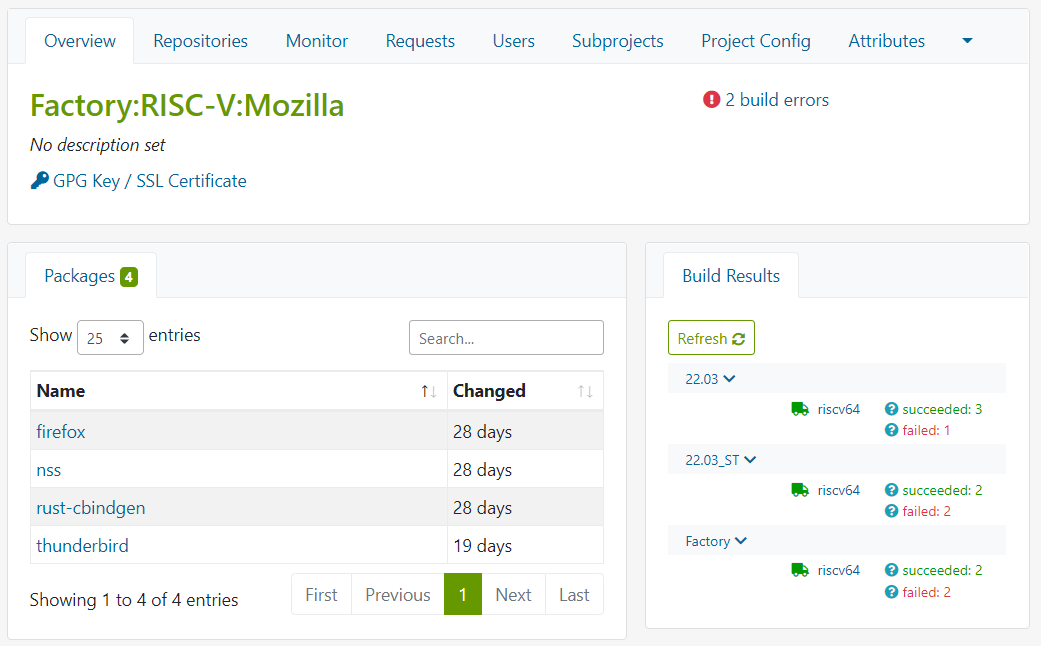 Overview Repositories Monitor Requests Users Subprojects Project Config Attributes
Factory:RISC-V:Mozilla
2 build errors
No description set
GPG Key / SSL Certificate
Packages 4
Show 25 entries
Search...
Name Changed
firefox 28 days
nss 28 days
rust-cbindgen 28 days
thunderbird 19 days
Showing 1 to 4 of 4 entries
First Previous 1 Next Last
Build Results
Refresh
22.03
riscv64 succeeded: 3
failed: 1
22.03_ST
riscv64 succeeded: 2
failed: 2
Factory
riscv64 succeeded: 2
failed: 2